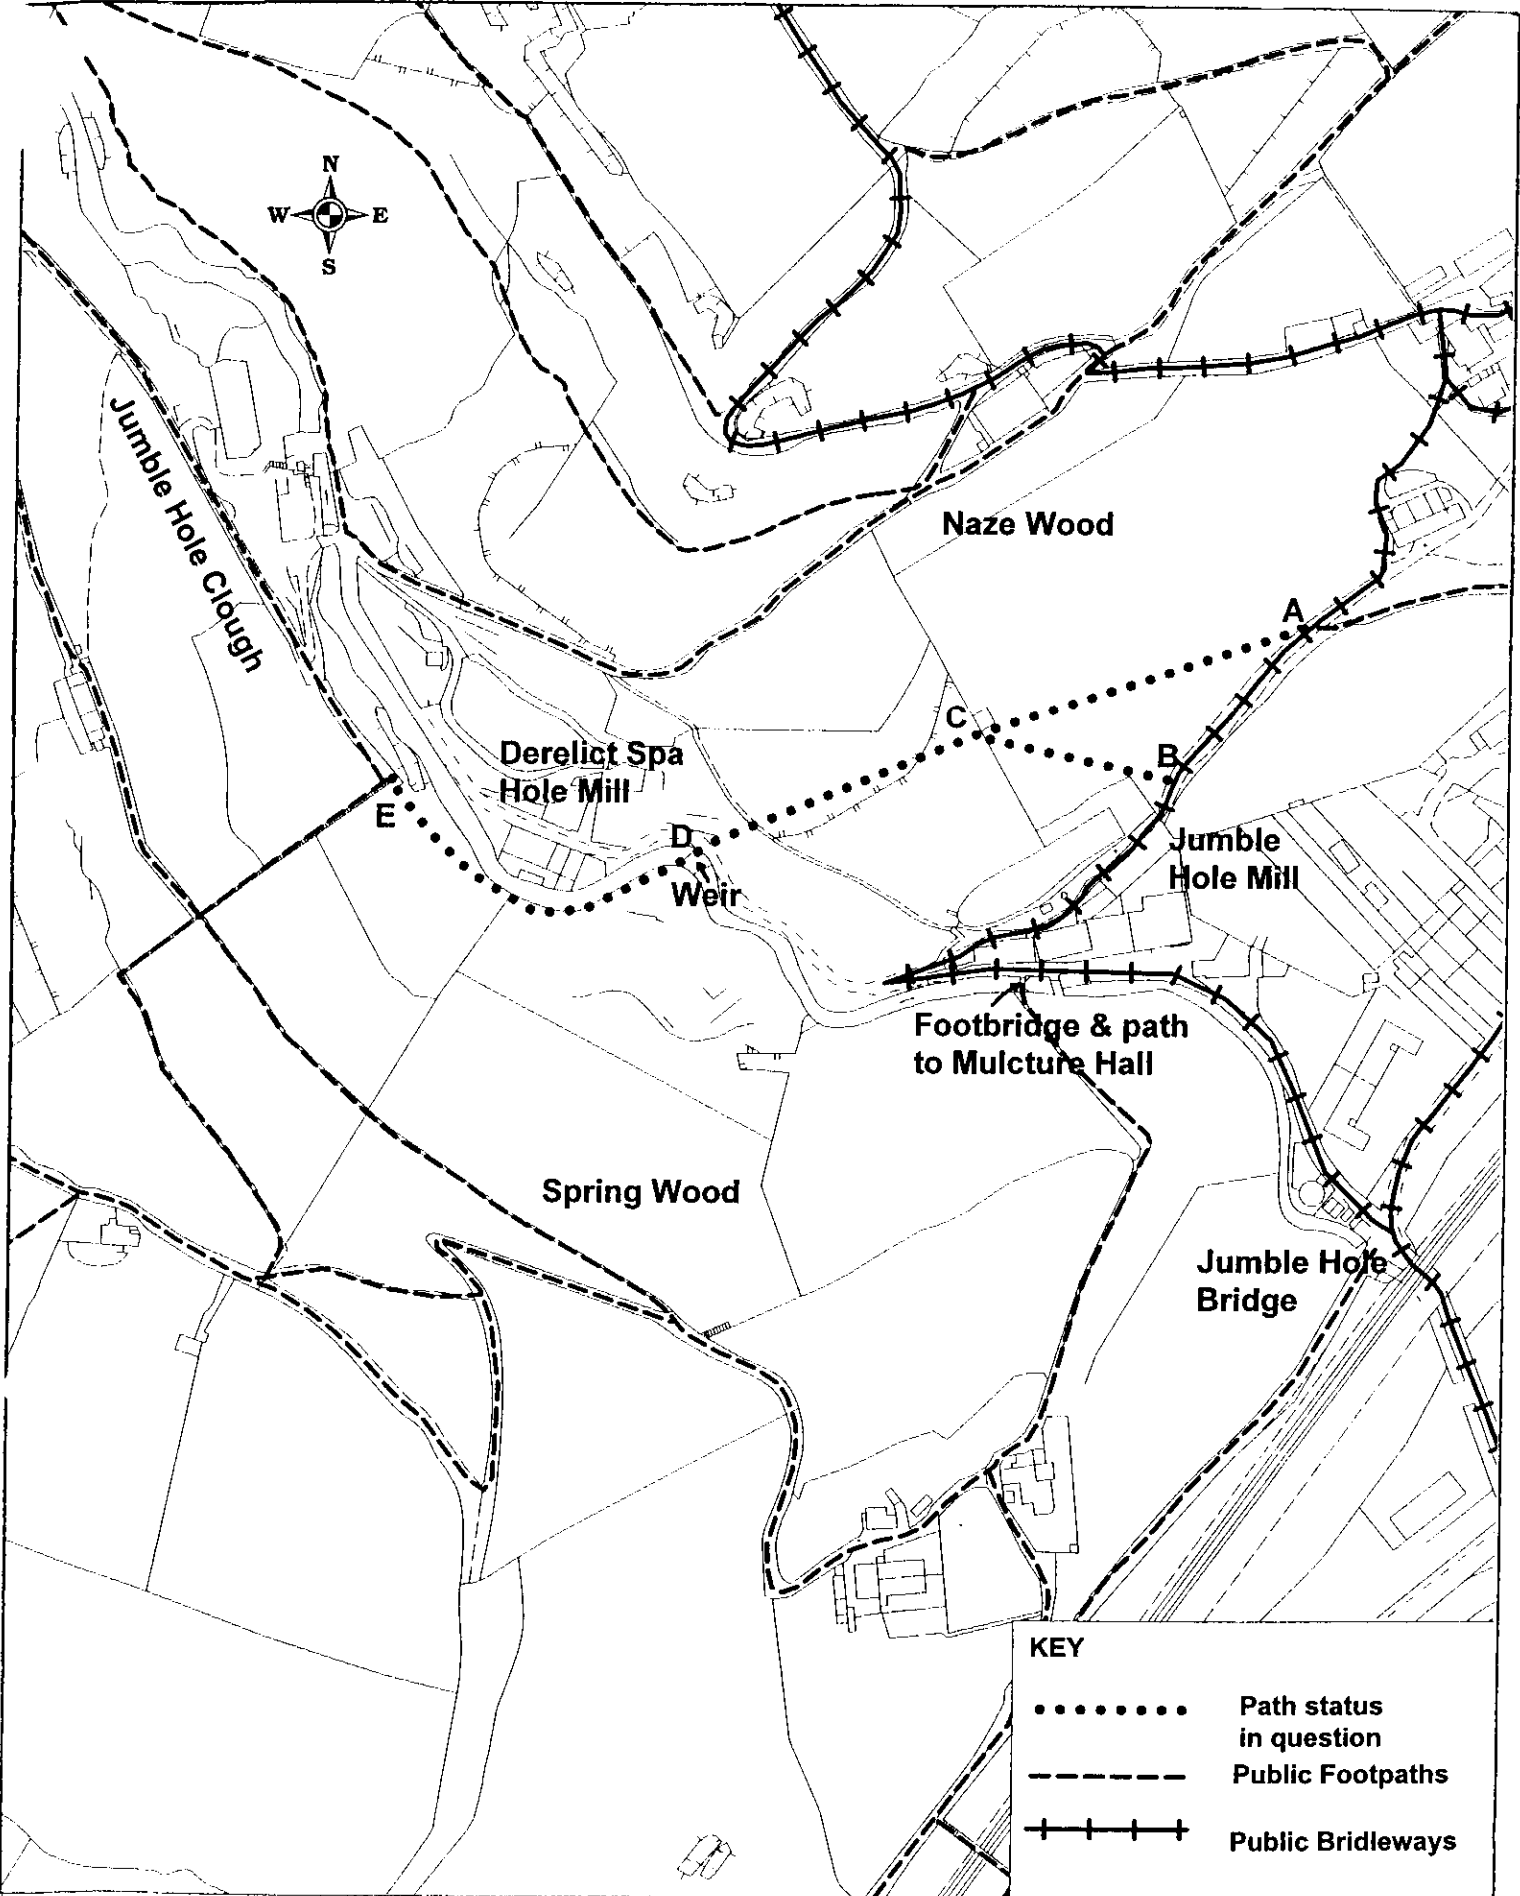 N
W E
S
Jumble Hole Clough
Naze Wood
A
C
B
Derelict Spa
Hole Mill
E
D
Weir
Jumble
Hole Mill
Footbridge & path
to Mulcture Hall
Spring Wood
Jumble Hole
Bridge
KEY
Path status
in question
Public Footpaths
Public Bridleways